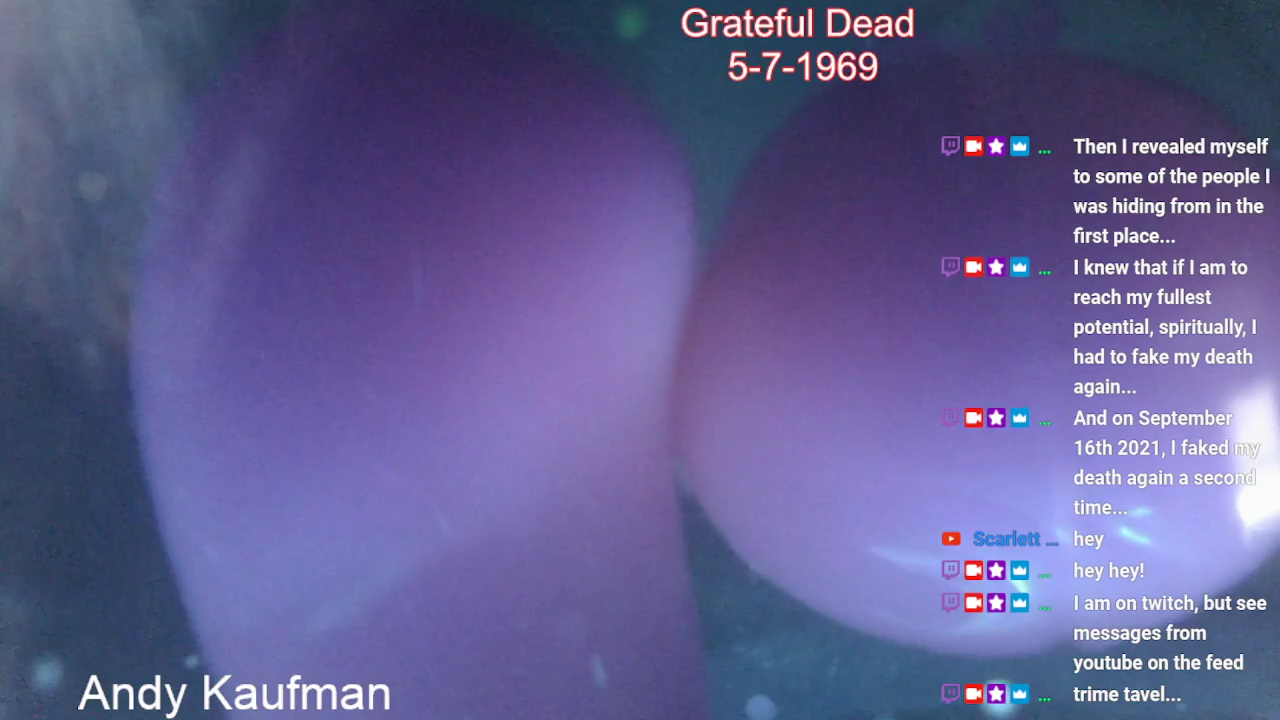 Grateful Dead
5-7-1969
...
Then I revealed myself
to some of the people I
was hiding from in the
first place...
...
I knew that if I am to
reach my fullest
potential, spiritually, I
had to fake my death
again...
...
And on September
16th 2021, I faked my
death again a second
time...
Scarlett ...
hey
...
hey hey!
...
I am on twitch, but see
messages from
youtube on the feed
...
trime tavel...
Andy Kaufman